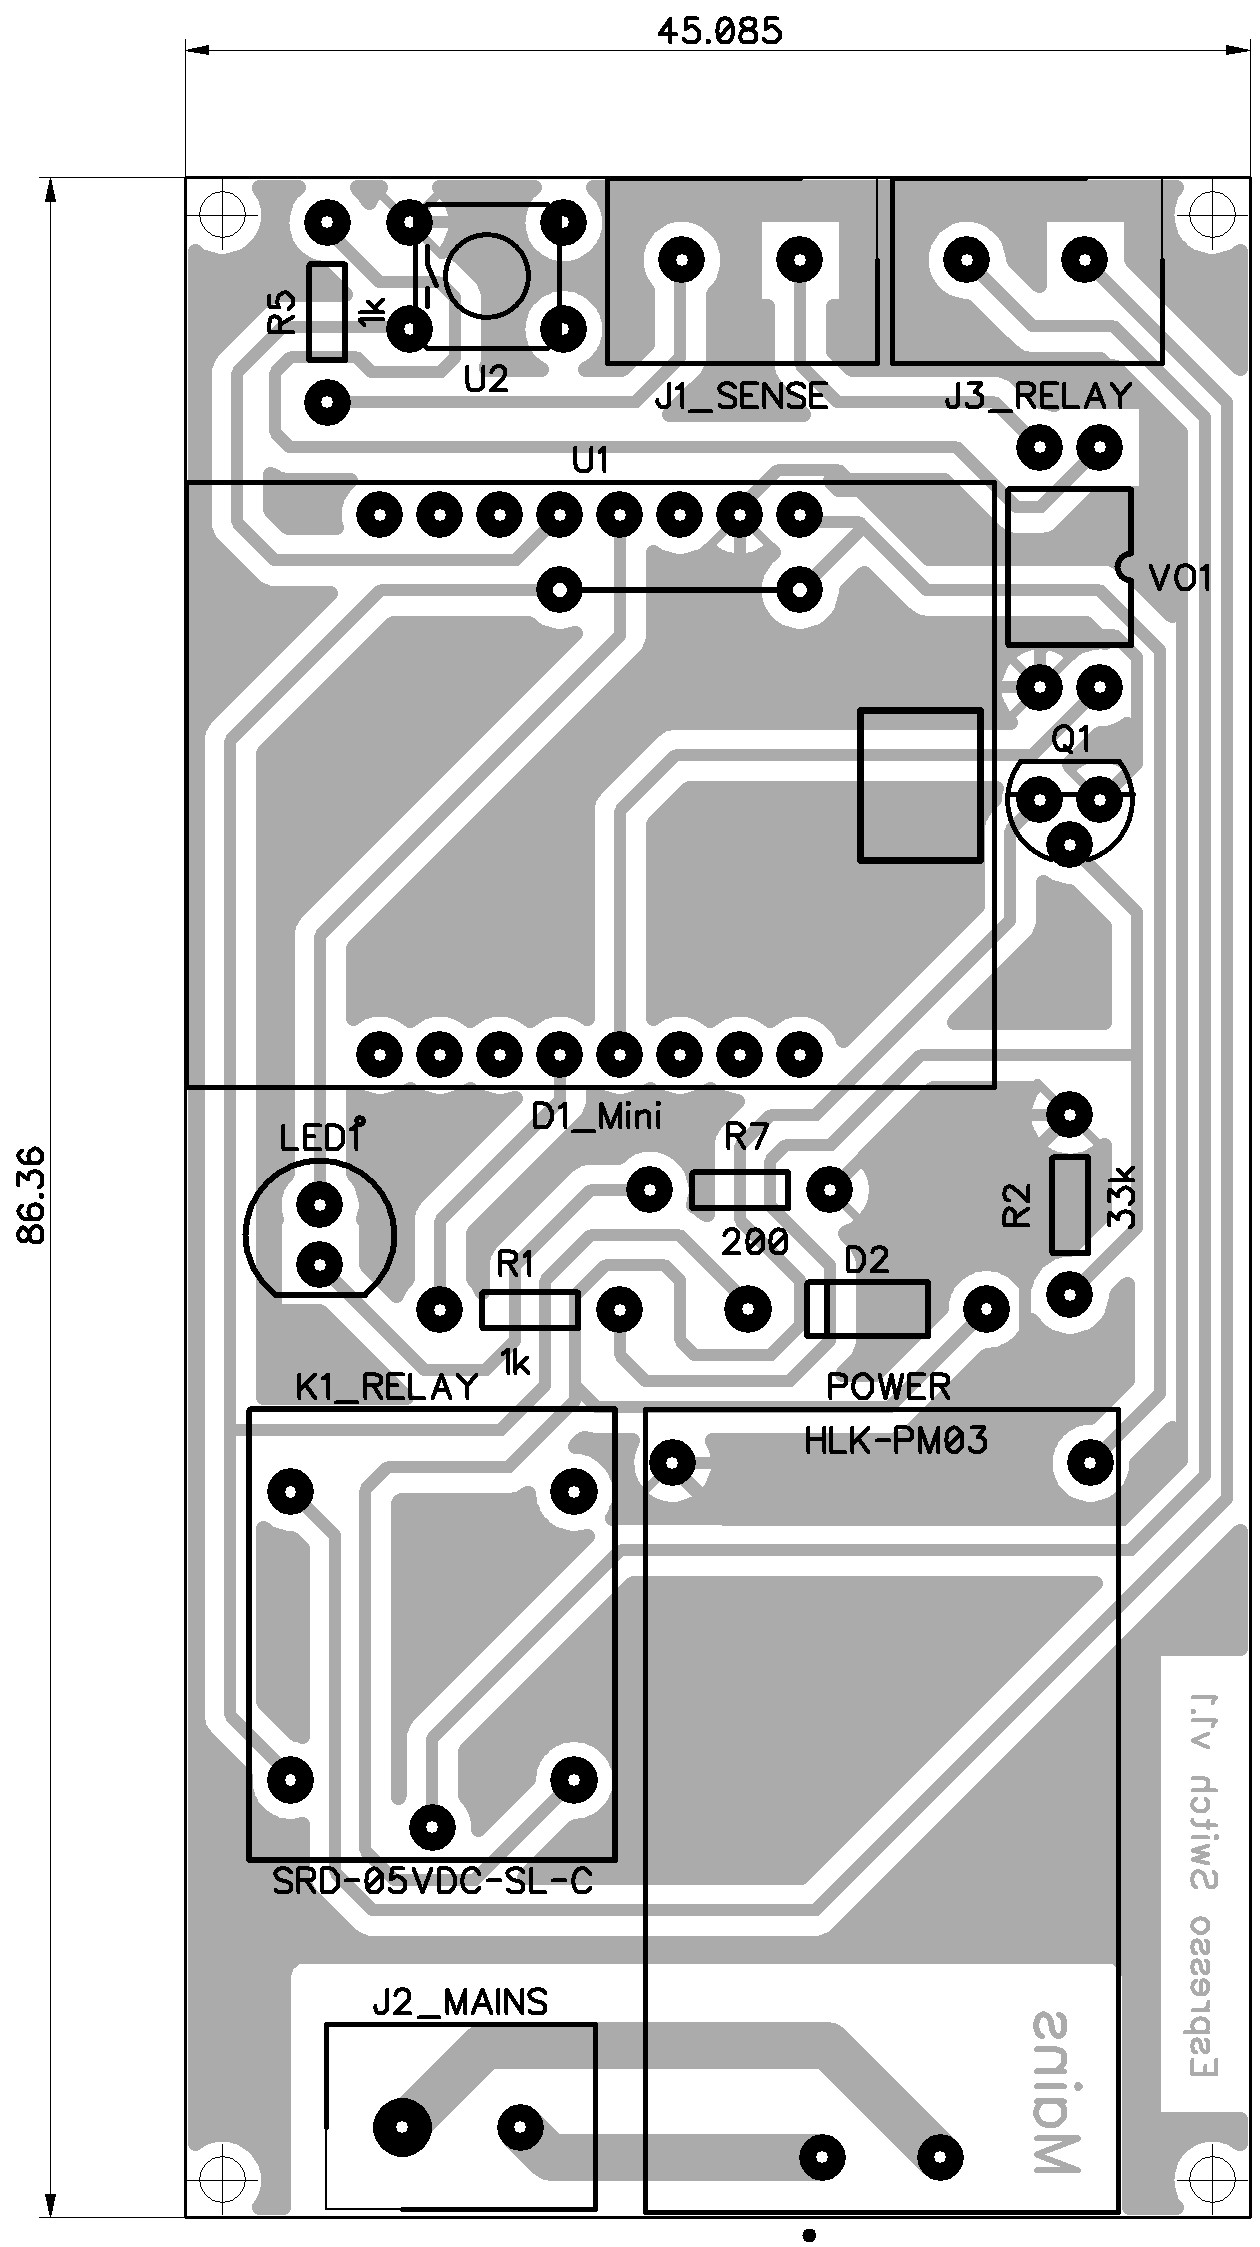 45.085
86.36
R5
1k
U2
J1_SENSE
J3_RELAY
U1
VO1
Q1
D1_Mini
LED1
R7
200
R2
33k
R1
1k
D2
K1_RELAY
POWER
HLK-PM03
SRD-05VDC-SL-C
J2_MAINS
Espresso Switch v1.1
Mains